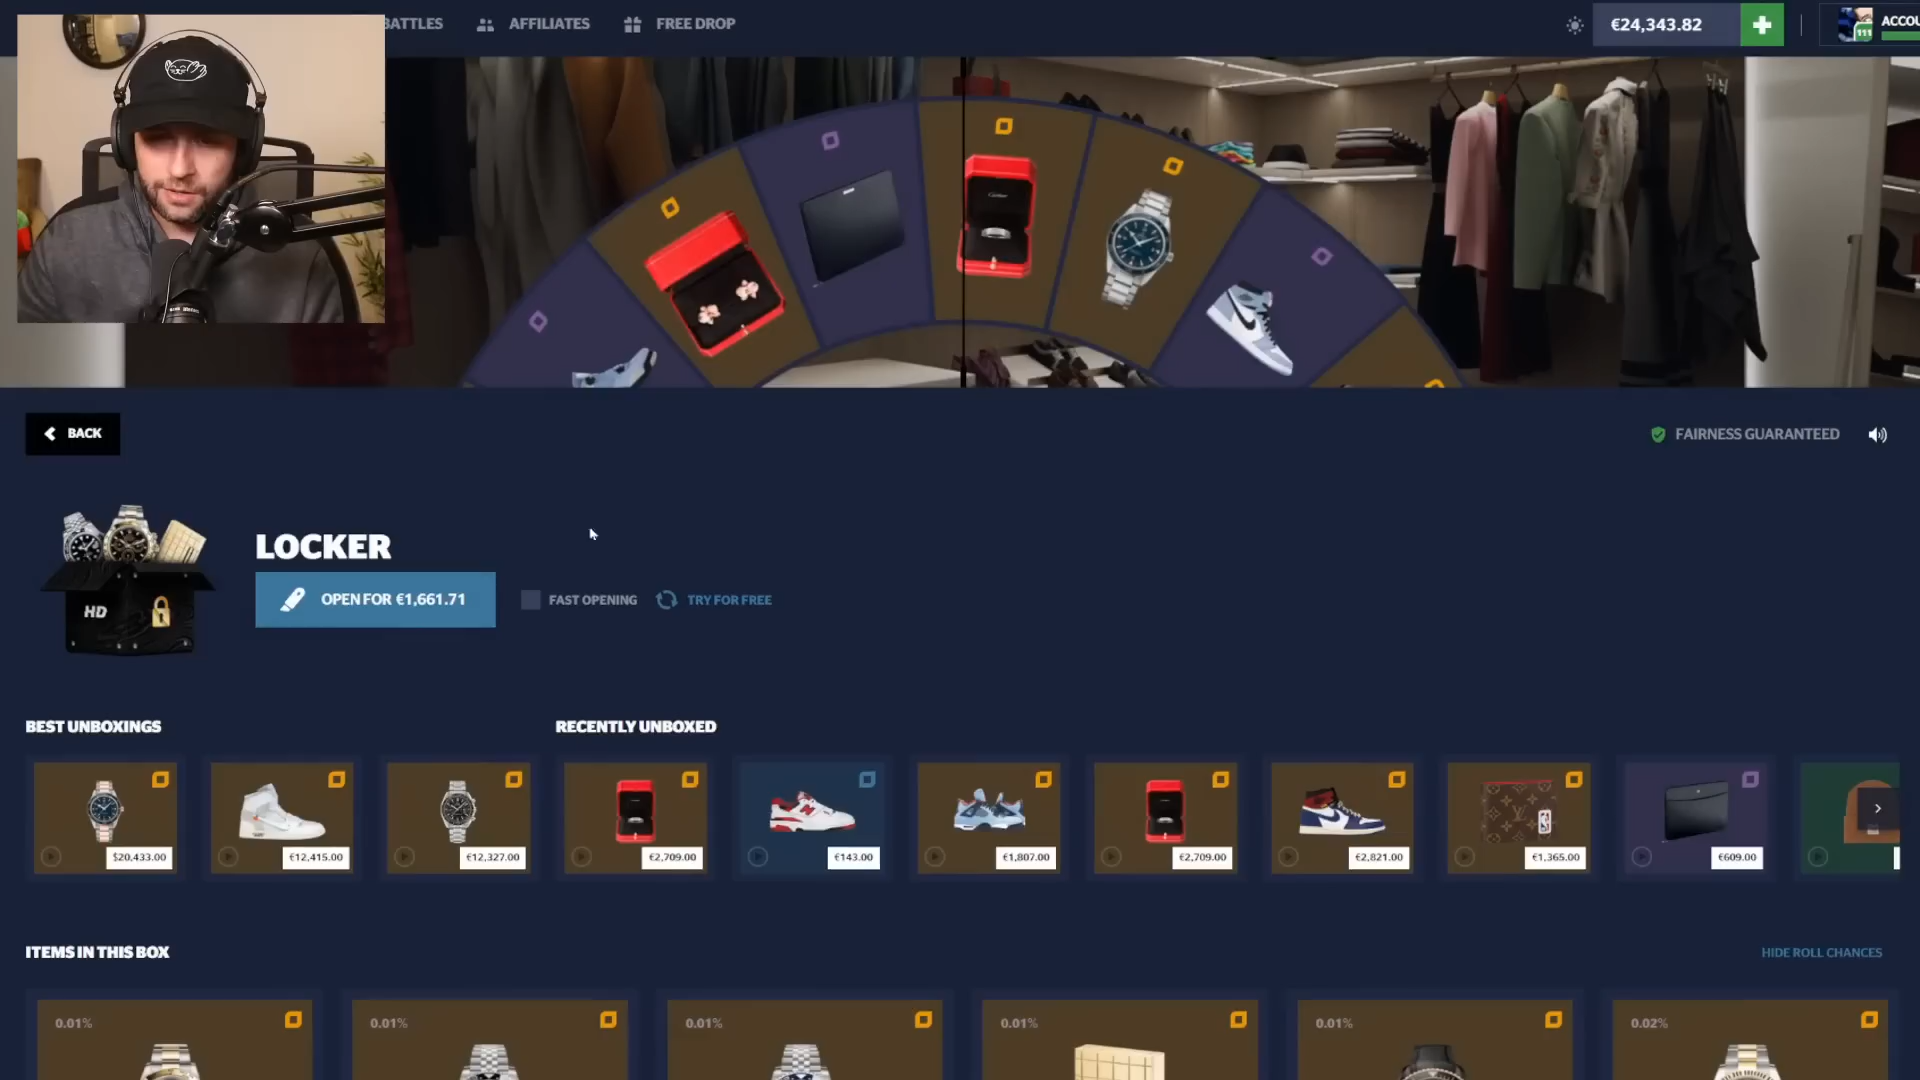 BATTLES
AFFILIATES
FREE DROP
€24,343.82
111
ACCOU
BACK
FAIRNESS GUARANTEED
HD
LOCKER
OPEN FOR €1,661.71
FAST OPENING
TRY FOR FREE
BEST UNBOXINGS
RECENTLY UNBOXED
$20,433.00
€12,415.00
€12,327.00
€2,709.00
€143.00
€1,807.00
€2,709.00
€2,821.00
€1,365.00
€609.00
ITEMS IN THIS BOX
HIDE ROLL CHANCES
0.01%
0.01%
0.01%
0.01%
0.01%
0.02%